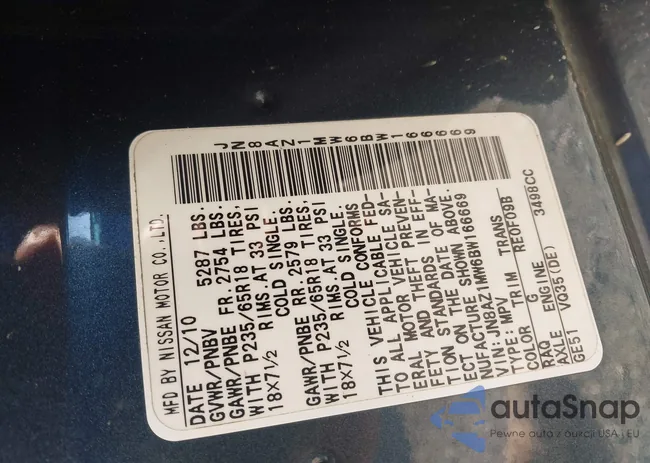 JN8AZ1MW6BW166669
MFD BY NISSAN MOTOR CO.,LTD.
DATE 12/10
GVWR/PNBV 5287 LBS.
GAWR/PNBE FR. 2754 LBS.
WITH P235/65R18 TIRES,
18X7½ RIMS AT 33 PSI
COLD SINGLE.
GAWR/PNBE RR. 2579 LBS.
WITH P235/65R18 TIRES,
18X7½ RIMS AT 33 PSI
COLD SINGLE.
THIS VEHICLE CONFORMS
TO ALL APPLICABLE FED-
ERAL MOTOR VEHICLE SA-
FETY AND THEFT PREVEN-
TION STANDARDS IN EFF-
ECT ON THE DATE OF MA-
NUFACTURE SHOWN ABOVE.
VIN:JN8AZ1MW6BW166669
TYPE: MPV
COLOR TRIM TRANS
RAQ G RE0F09B
AXLE ENGINE
GE51 VQ35(DE) 3498CC
autaSnap
Pewne auta z aukcji USA | EU